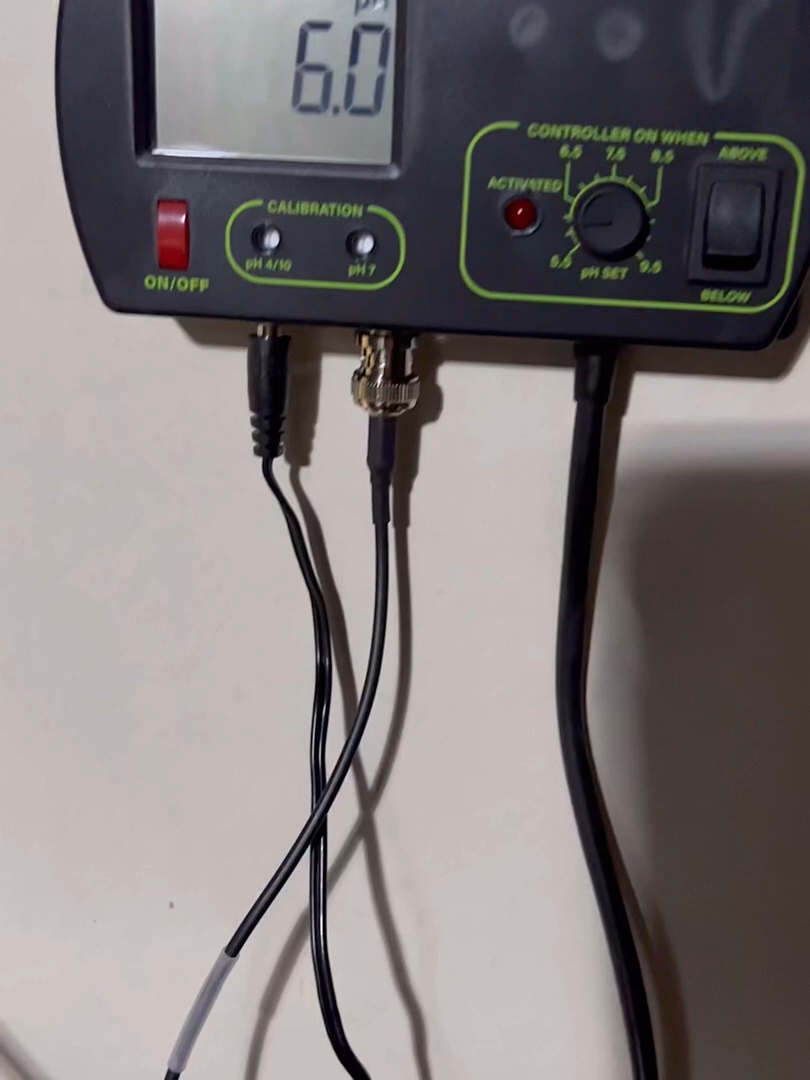 pH
6.0
CONTROLLER ON WHEN
6.5 7.5 8.5
ABOVE
ACTIVATED
CALIBRATION
pH 4/10
pH 7
5.5
pH SET
9.5
ON/OFF
BELOW